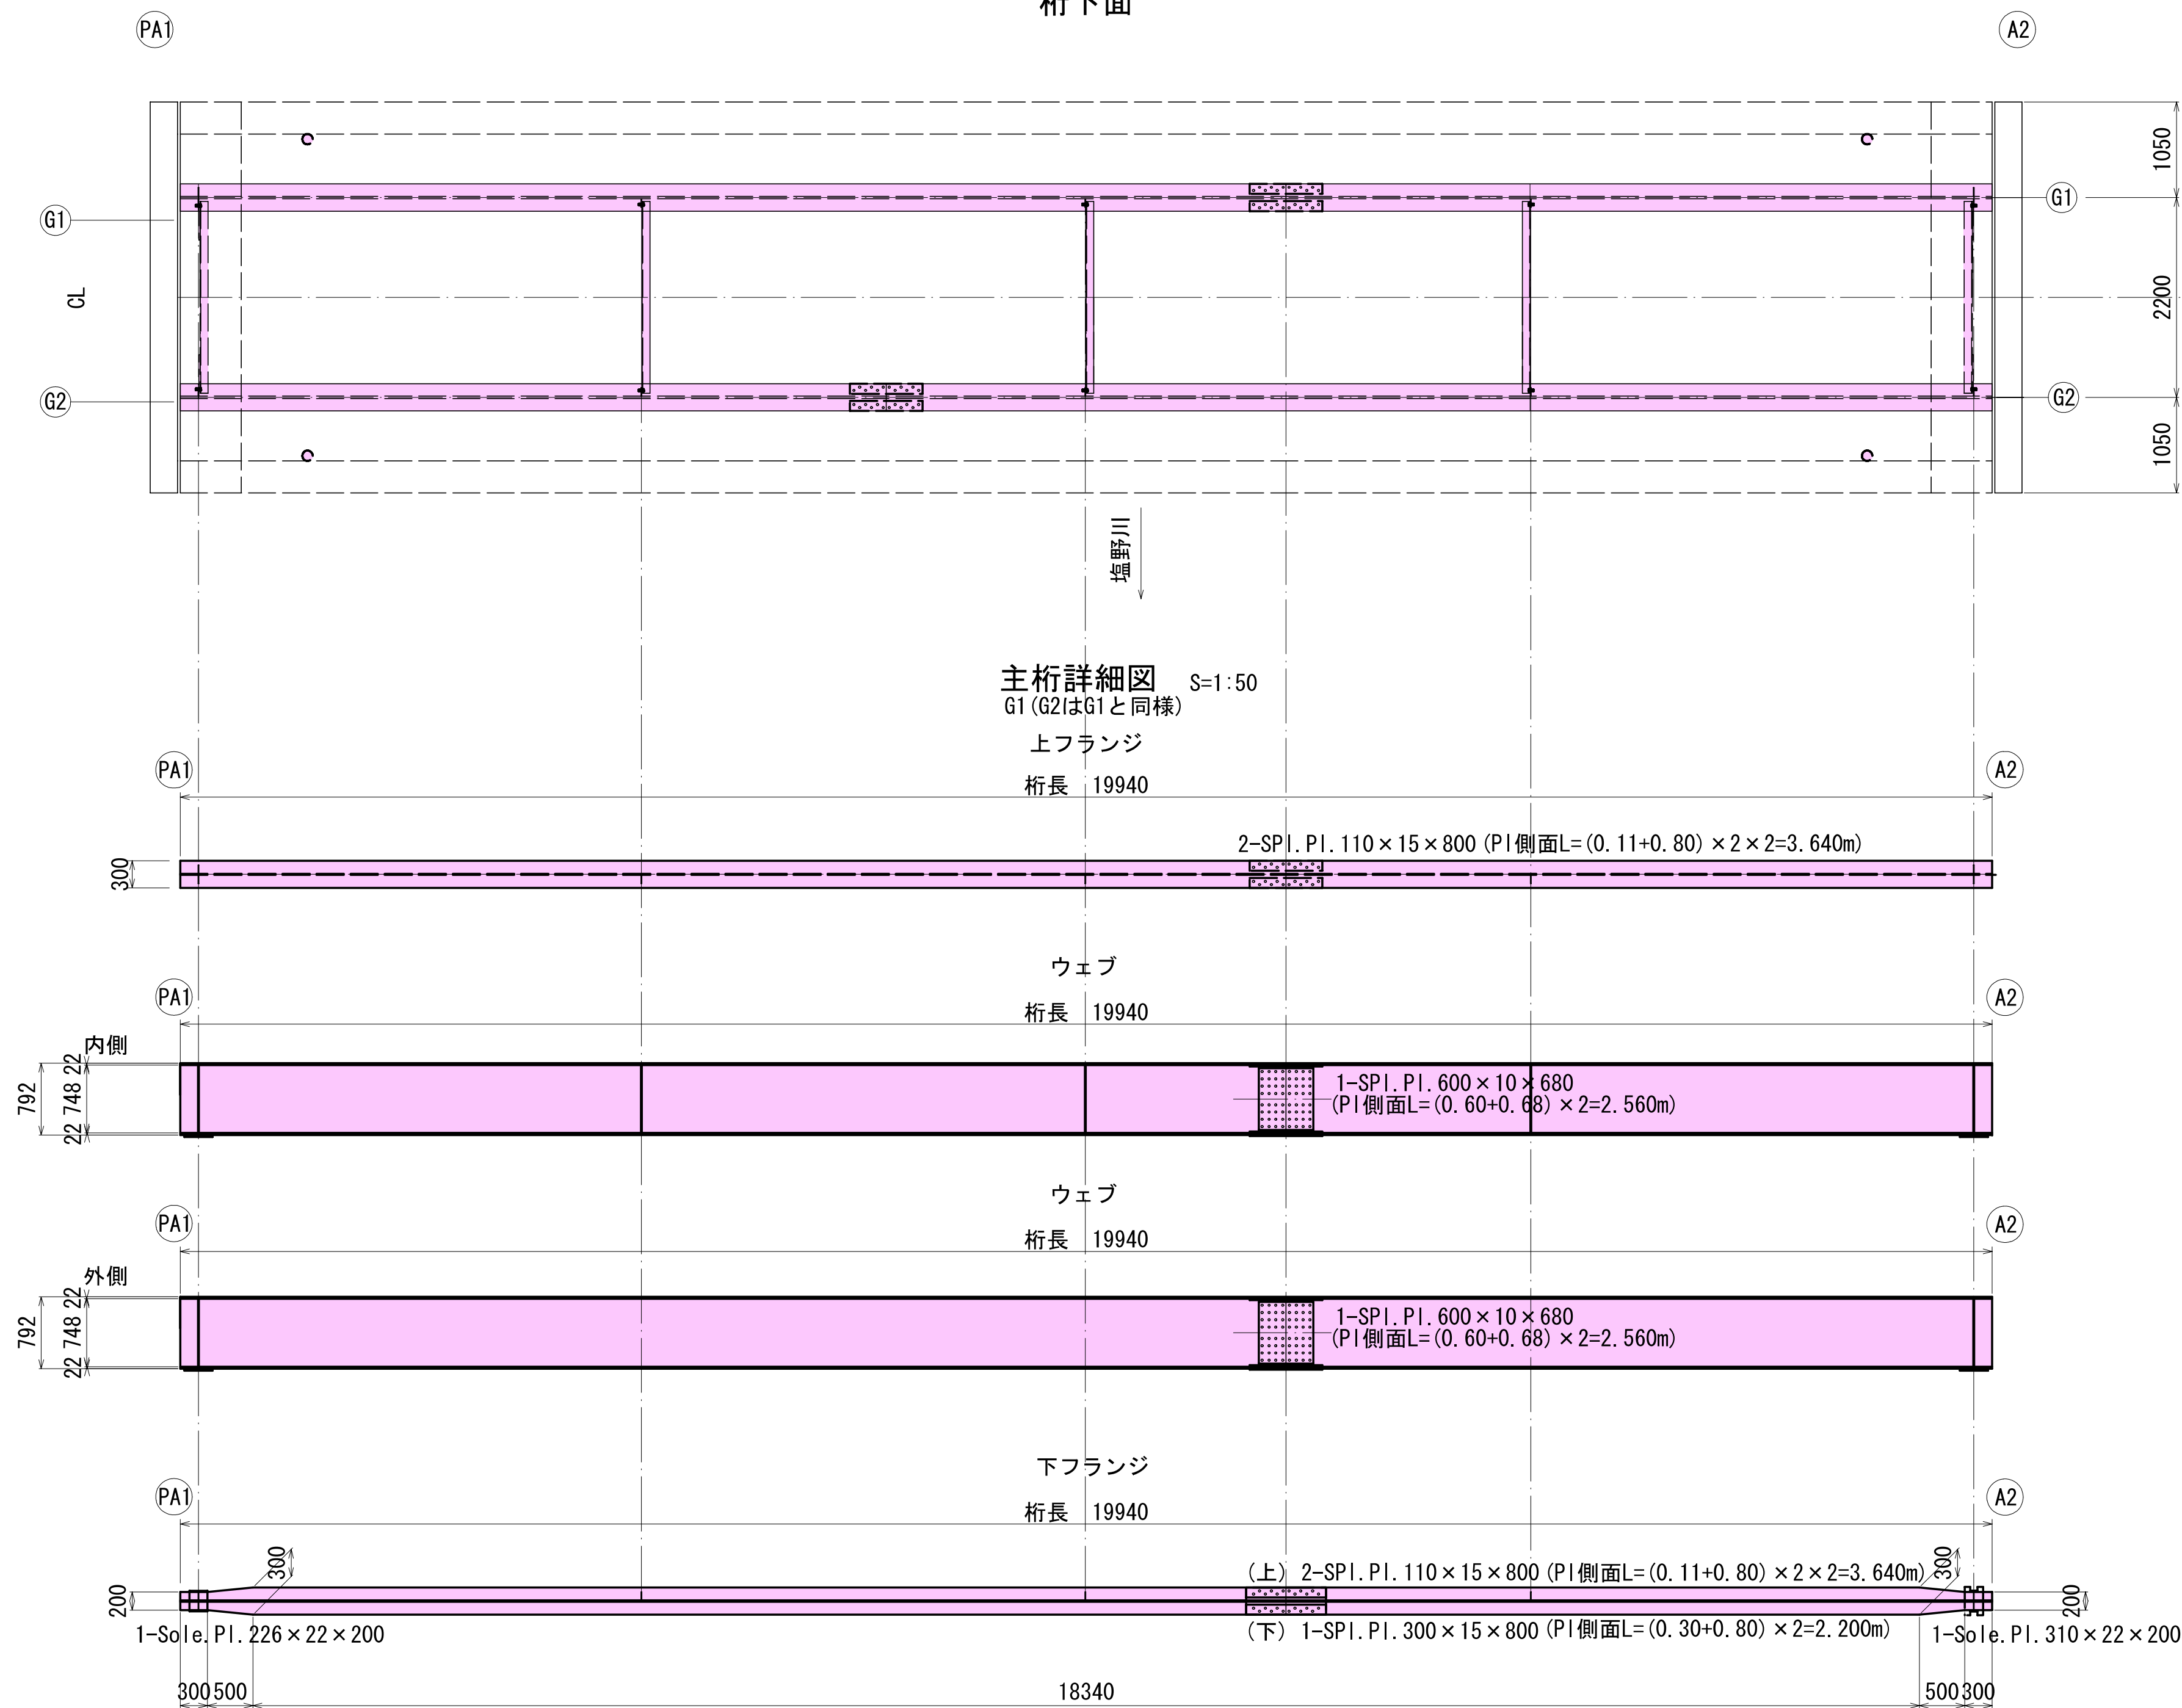 桁下面
PA1
A2
1050
G1
G1
CL
2200
G2
G2
1050
塩野川
主桁詳細図 S=1:50
G1(G2はG1と同様)
上フランジ
PA1
A2
桁長 19940
2-SPl.Pl.110×15×800(Pl側面L=(0.11+0.80)×2×2=3.640m)
300
ウェブ
PA1
A2
桁長 19940
内側
22
792
748
22
1-SPl.Pl.600×10×680
(Pl側面L=(0.60+0.68)×2=2.560m)
ウェブ
PA1
A2
桁長 19940
外側
22
792
748
22
1-SPl.Pl.600×10×680
(Pl側面L=(0.60+0.68)×2=2.560m)
下フランジ
PA1
A2
桁長 19940
300
300
(上) 2-SPl.Pl.110×15×800(Pl側面L=(0.11+0.80)×2×2=3.640m)
200
200
1-Sole.Pl.226×22×200
(下) 1-SPl.Pl.300×15×800(Pl側面L=(0.30+0.80)×2=2.200m)
1-Sole.Pl.310×22×200
300 500 18340 500 300